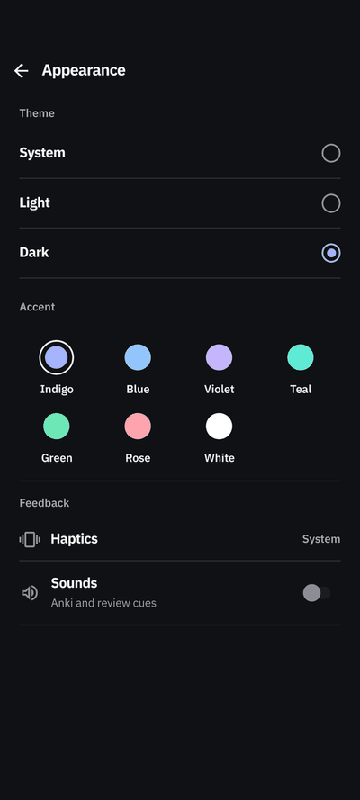 Appearance
Theme
System
Light
Dark
Accent
Indigo Blue Violet Teal
Green Rose White
Feedback
Haptics System
Sounds
Anki and review cues